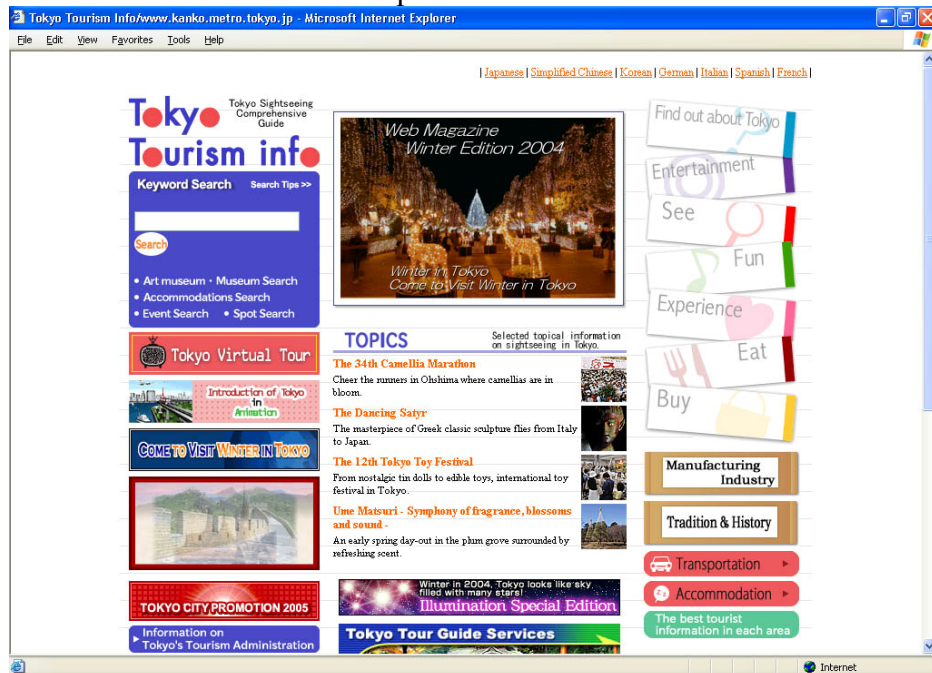 Tokyo Tourism Info/www.kanko.metro.tokyo.jp - Microsoft Internet Explorer
File Edit View Favorites Tools Help
| Japanese | Simplified Chinese | Korean | German | Italian | Spanish | French |
Tokyo
Tourism info
Tokyo Sightseeing
Comprehensive
Guide
Keyword Search Search Tips >>
Search
• Art museum・Museum Search
• Accommodations Search
• Event Search • Spot Search
Tokyo Virtual Tour
Introduction of Tokyo
in
Animation
COME TO VISIT WINTER IN TOKYO
TOKYO CITY PROMOTION 2005
Information on
Tokyo's Tourism Administration
Web Magazine
Winter Edition 2004
Winter in Tokyo
Come to Visit Winter in Tokyo
TOPICS
Selected topical information
on sightseeing in Tokyo.
The 34th Camellia Marathon
Cheer the runners in Ohshima where camellias are in
bloom.
The Dancing Satyr
The masterpiece of Greek classic sculpture flies from Italy
to Japan.
The 12th Tokyo Toy Festival
From nostalgic tin dolls to edible toys, international toy
festival in Tokyo.
Ume Matsuri - Symphony of fragrance, blossoms
and sound -
An early spring day-out in the plum grove surrounded by
refreshing scent.
Winter in 2004, Tokyo looks like sky
filled with many stars!
Illumination Special Edition
Tokyo Tour Guide Services
Find out about Tokyo
Entertainment
See
Fun
Experience
Eat
Buy
Manufacturing
Industry
Tradition & History
Transportation
Accommodation
The best tourist
information in each area
Internet